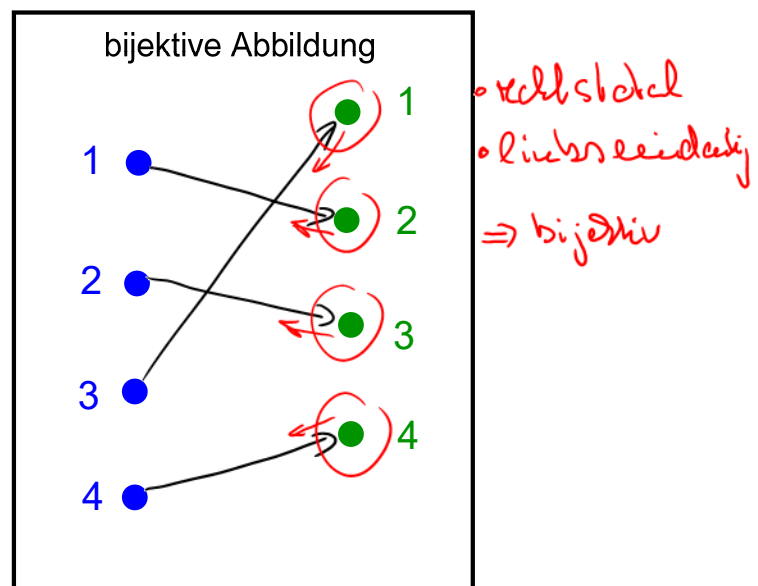 bijektive Abbildung
1
• rechtstotal
1
• linkseindeutig
2
⇒ bijektiv
2
3
3
4
4